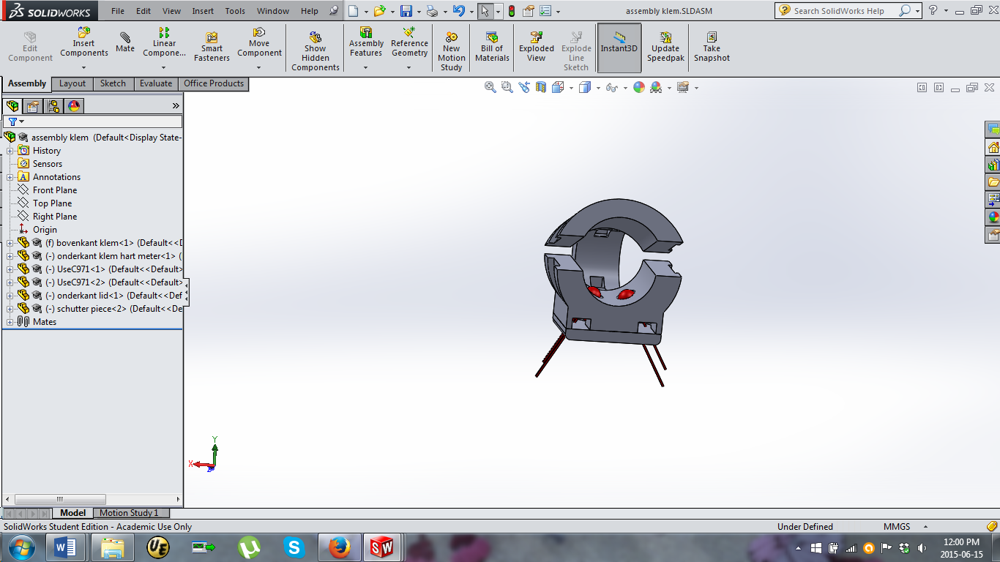 SOLIDWORKS File Edit View Insert Tools Window Help assembly klem.SLDASM Search SolidWorks Help
Edit Component
Insert Components
Mate
Linear Compone...
Smart Fasteners
Move Component
Show Hidden Components
Assembly Features
Reference Geometry
New Motion Study
Bill of Materials
Exploded View
Explode Line Sketch
Instant3D
Update Speedpak
Take Snapshot
Assembly Layout Sketch Evaluate Office Products
assembly klem (Default<Display State-
History
Sensors
Annotations
Front Plane
Top Plane
Right Plane
Origin
(f) bovenkant klem<1> (Default<<D
(-) onderkant klem hart meter<1> (
(-) UseC971<1> (Default<<Default>
(-) UseC971<2> (Default<<Default>
(-) onderkant lid<1> (Default<<Def
(-) schutter piece<2> (Default<<De
Mates
Y
X
Z
Model Motion Study 1
SolidWorks Student Edition - Academic Use Only Under Defined MMGS
12:00 PM
2015-06-15